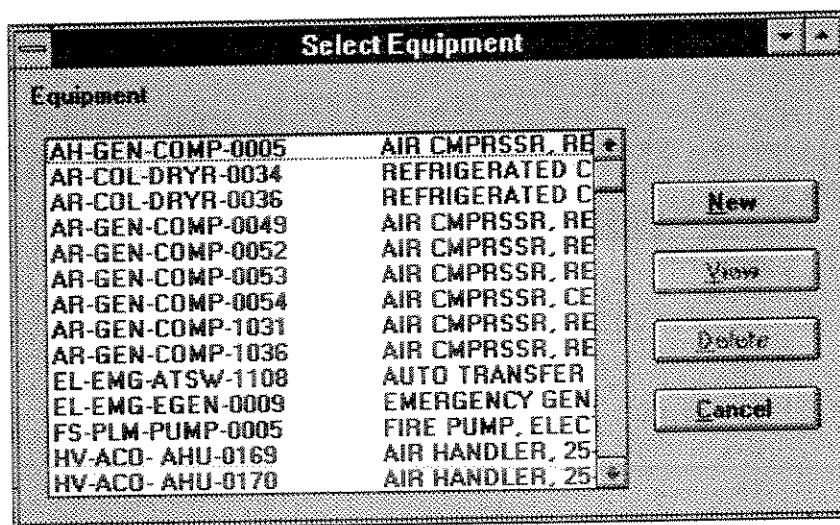 Select Equipment
Equipment
AH-GEN-COMP-0005 AIR CMPRSSR, RE
AR-COL-DRYR-0034 REFRIGERATED C
AR-COL-DRYR-0036 REFRIGERATED C
AR-GEN-COMP-0049 AIR CMPRSSR, RE
AR-GEN-COMP-0052 AIR CMPRSSR, RE
AR-GEN-COMP-0053 AIR CMPRSSR, RE
AR-GEN-COMP-0054 AIR CMPRSSR, CE
AR-GEN-COMP-1031 AIR CMPRSSR, RE
AR-GEN-COMP-1036 AIR CMPRSSR, RE
EL-EMG-ATSW-1108 AUTO TRANSFER
EL-EMG-EGEN-0009 EMERGENCY GEN
FS-PLM-PUMP-0005 FIRE PUMP, ELEC
HV-ACO- AHU-0169 AIR HANDLER, 25-
HV-ACO- AHU-0170 AIR HANDLER, 25-
New
View
Delete
Cancel